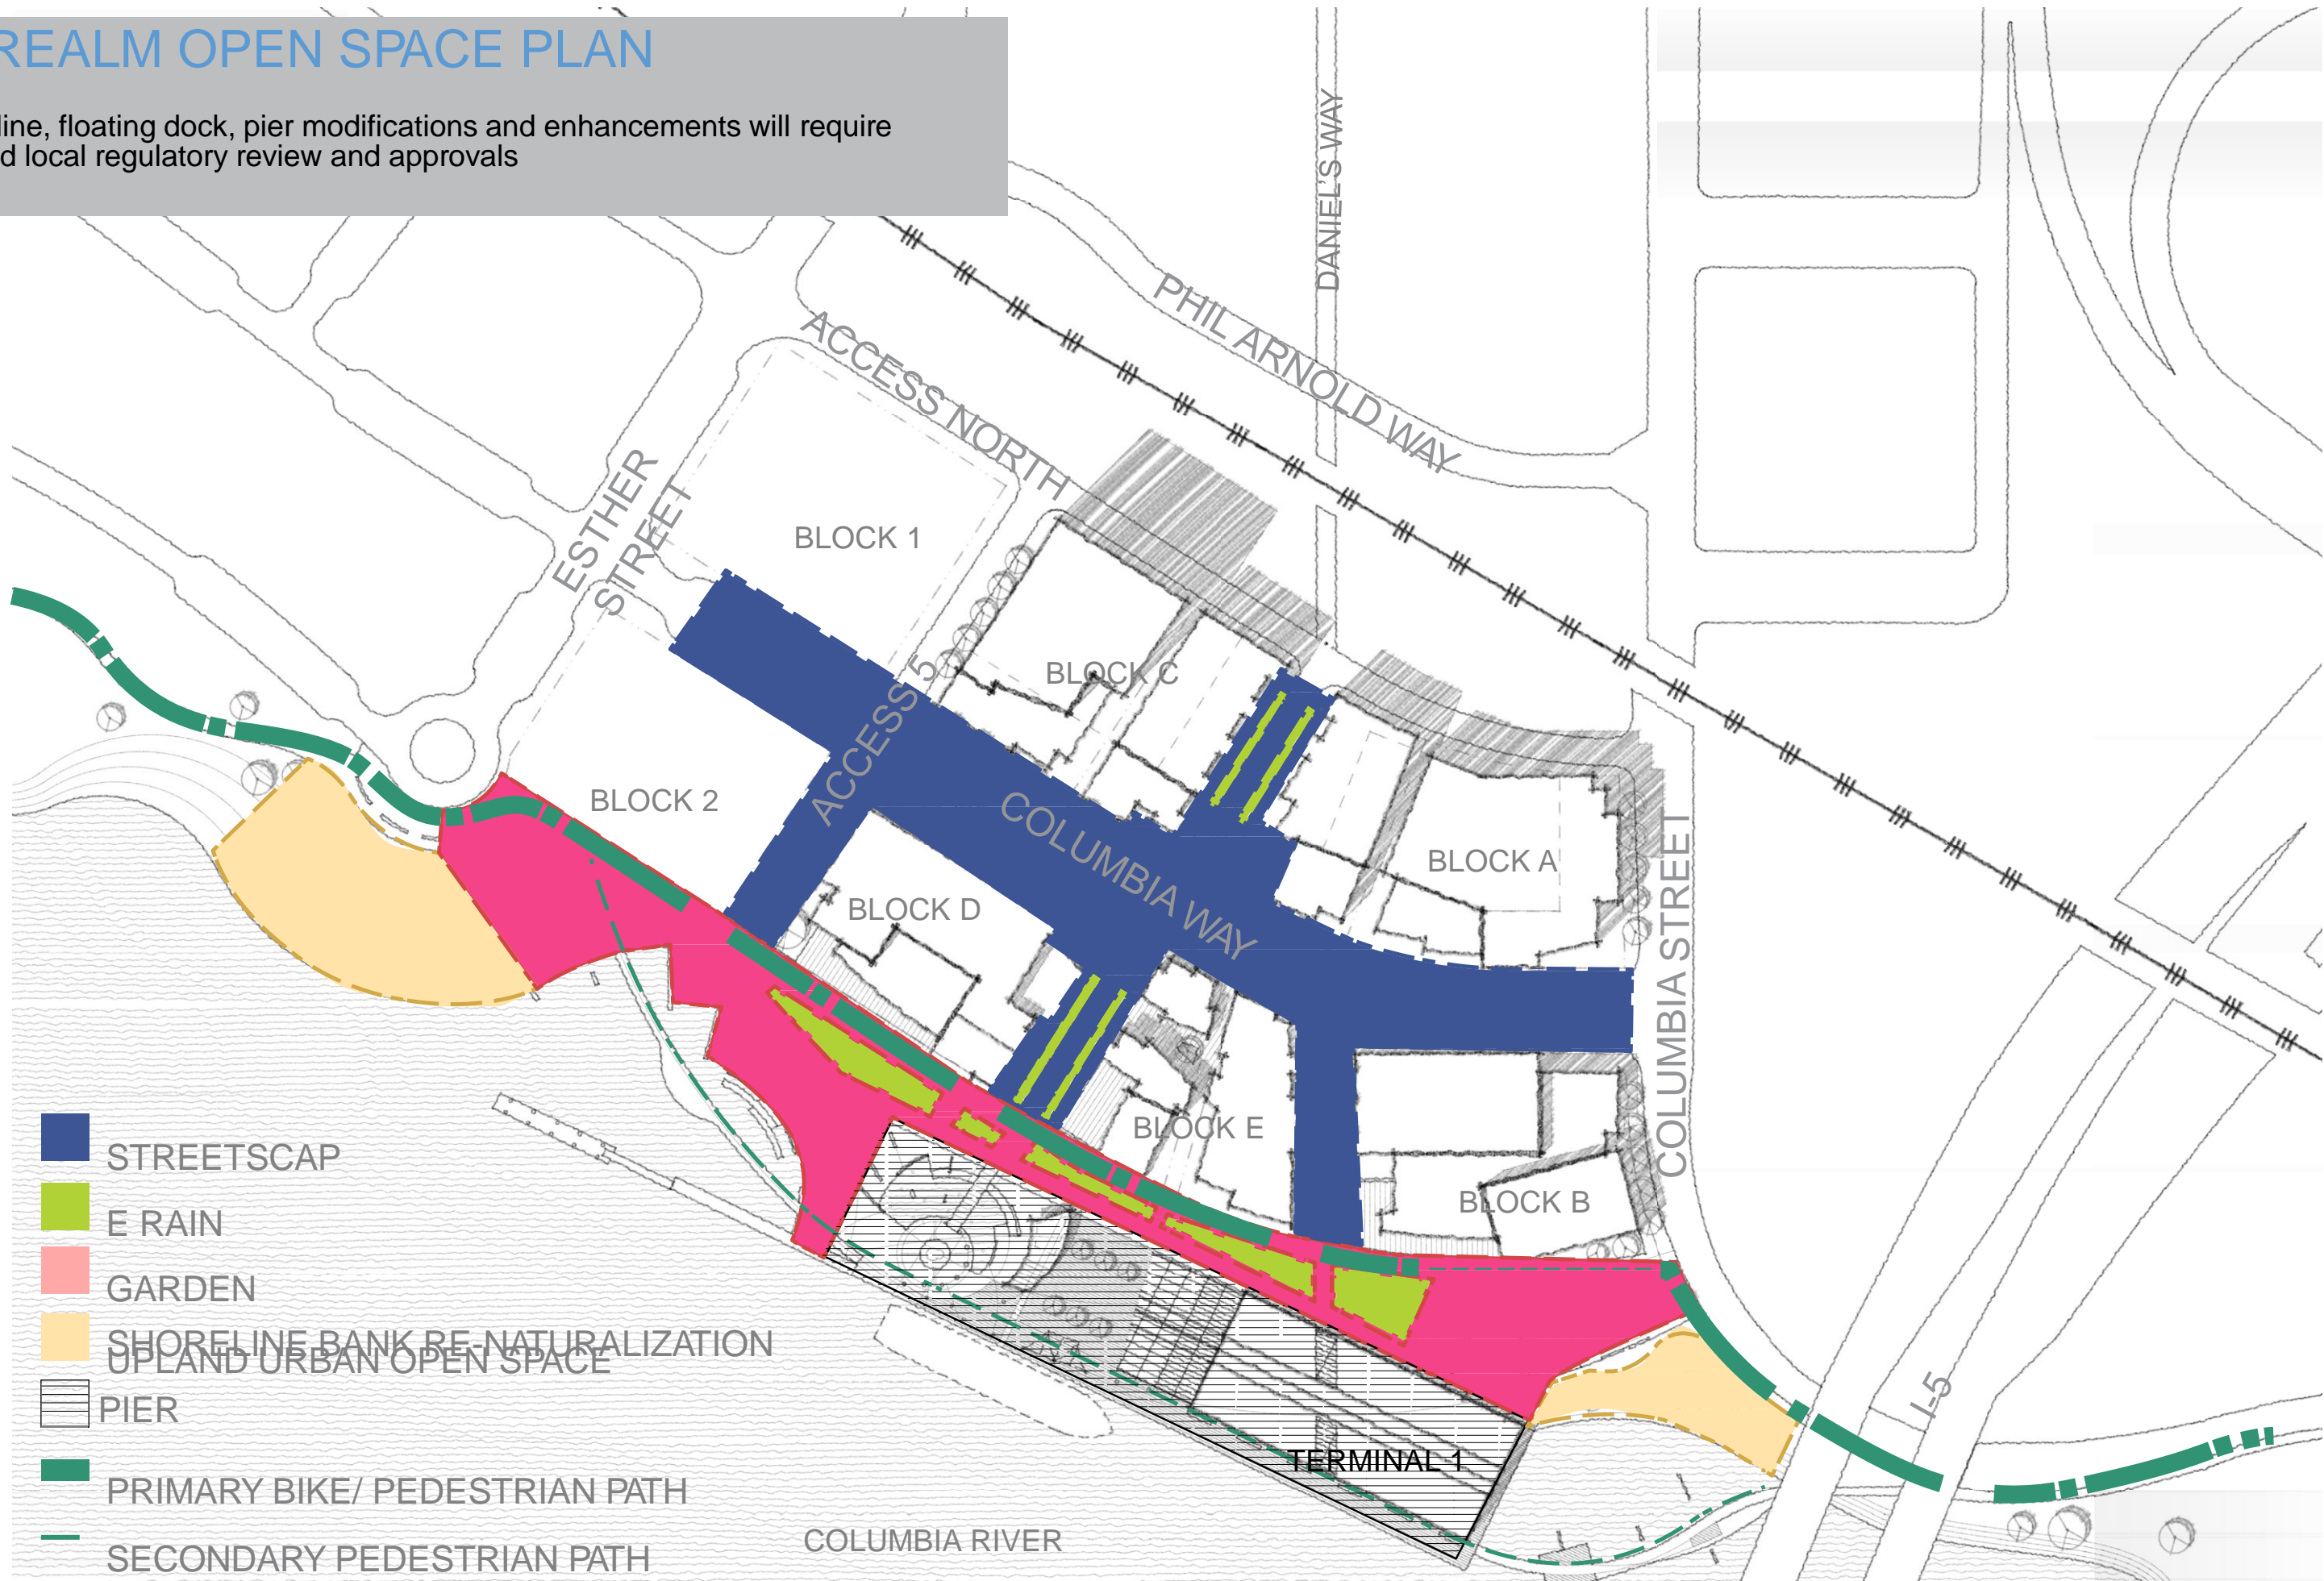 REALM OPEN SPACE PLAN
line, floating dock, pier modifications and enhancements will require
d local regulatory review and approvals
DANIEL'S WAY
PHIL ARNOLD WAY
ACCESS NORTH
ESTHER
STREET
BLOCK 1
BLOCK C
ACCESS 5
BLOCK 2
COLUMBIA WAY
BLOCK A
BLOCK D
COLUMBIA STREET
BLOCK E
BLOCK B
STREETSCAP
E RAIN
GARDEN
SHORELINE BANK RE-NATURALIZATION
UPLAND URBAN OPEN SPACE
PIER
PRIMARY BIKE/ PEDESTRIAN PATH
SECONDARY PEDESTRIAN PATH
I-5
TERMINAL 1
COLUMBIA RIVER